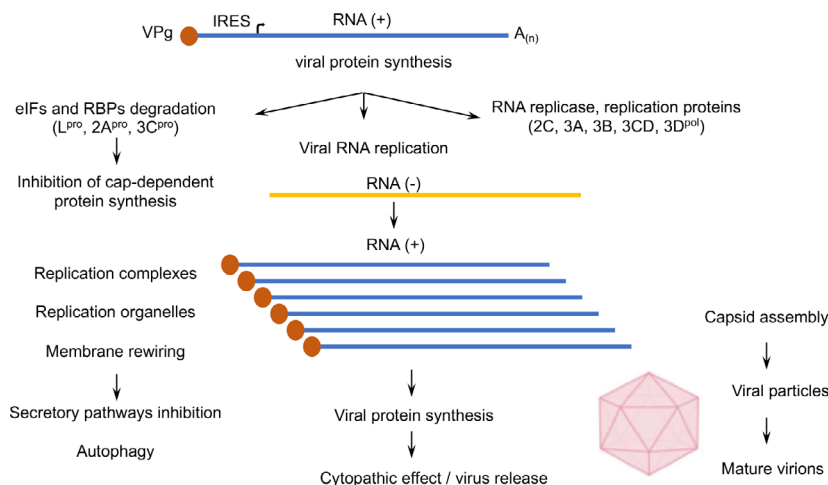 IRES
RNA (+)
VPg
A(n)
viral protein synthesis
eIFs and RBPs degradation
(Lpro, 2Apro, 3Cpro)
RNA replicase, replication proteins
(2C, 3A, 3B, 3CD, 3Dpol)
Viral RNA replication
Inhibition of cap-dependent
protein synthesis
RNA (-)
RNA (+)
Replication complexes
Replication organelles
Membrane rewiring
Secretory pathways inhibition
Autophagy
Viral protein synthesis
Cytopathic effect / virus release
Capsid assembly
Viral particles
Mature virions